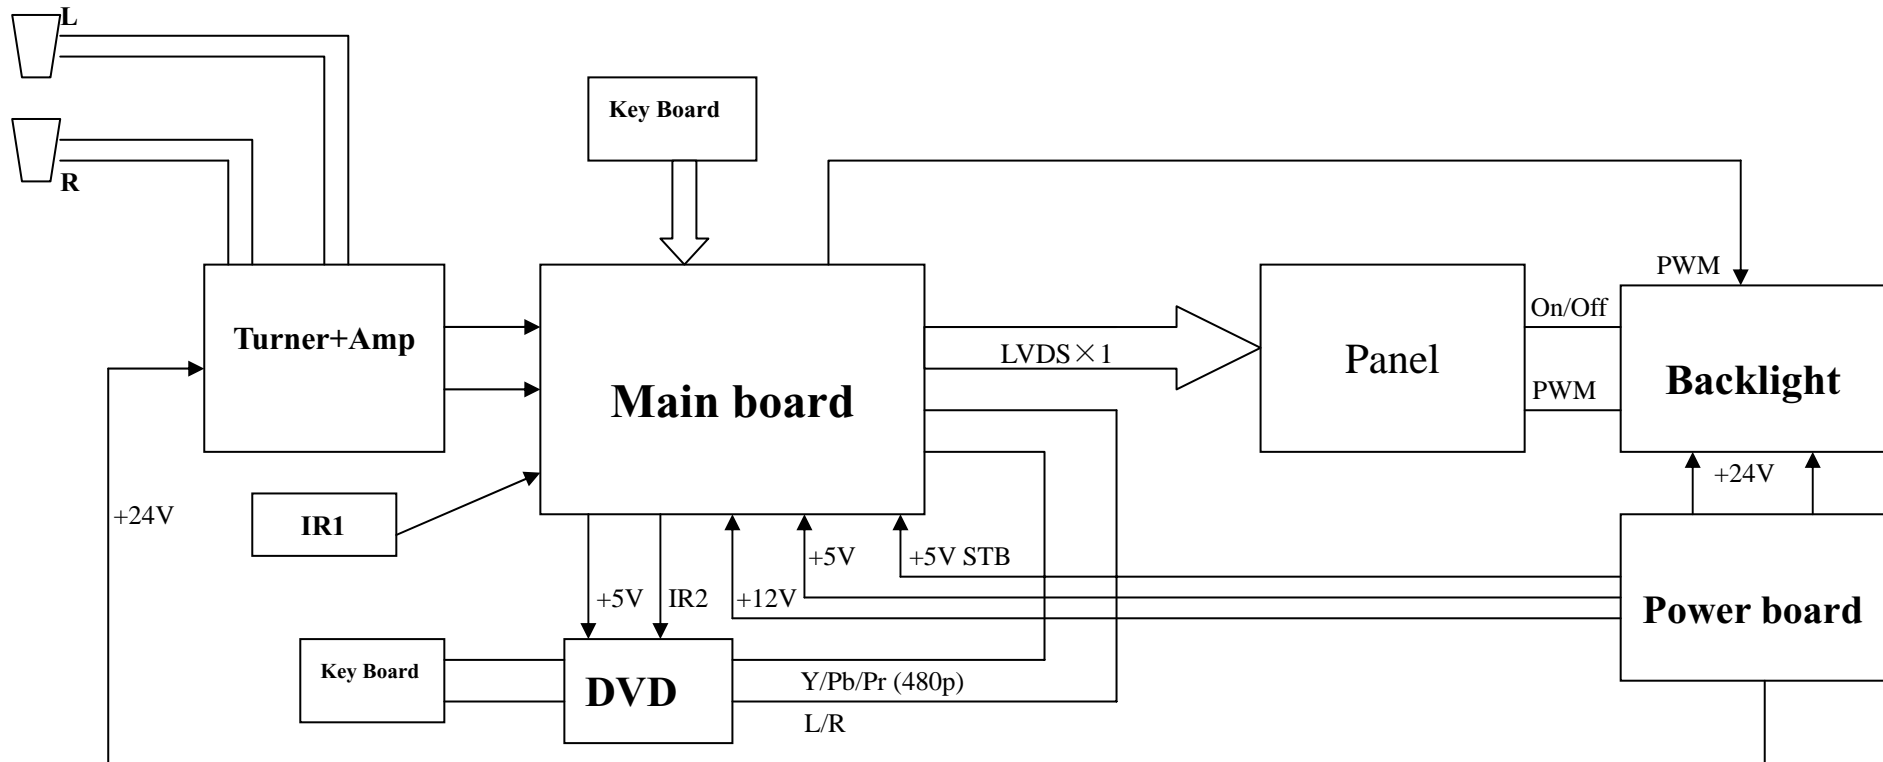 L
Key Board
R
PWM
On/Off
Turner+Amp
LVDS×1
Panel
Main board
Backlight
PWM
+24V
+24V
IR1
+5V
+5V STB
+5V
IR2
+12V
Power board
Key Board
DVD
Y/Pb/Pr (480p)
L/R